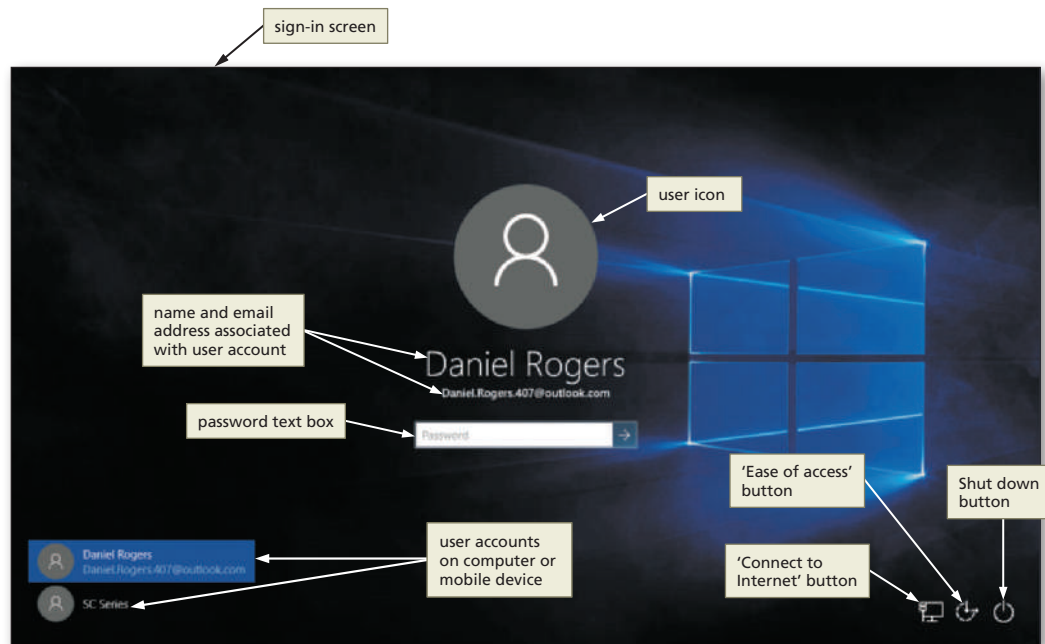 sign-in screen
user icon
name and email
address associated
with user account
Daniel Rogers
Daniel.Rogers.407@outlook.com
password text box
Password
'Ease of access'
button
Shut down
button
Daniel Rogers
Daniel.Rogers.407@outlook.com
user accounts
on computer or
mobile device
'Connect to
Internet' button
SC Series